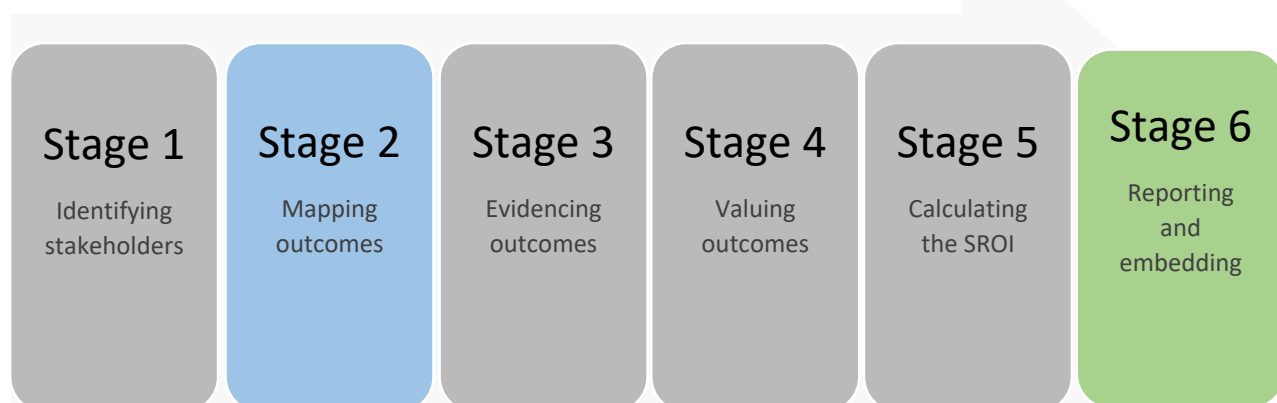 Stage 1
Identifying
stakeholders
Stage 2
Mapping
outcomes
Stage 3
Evidencing
outcomes
Stage 4
Valuing
outcomes
Stage 5
Calculating
the SROI
Stage 6
Reporting
and
embedding